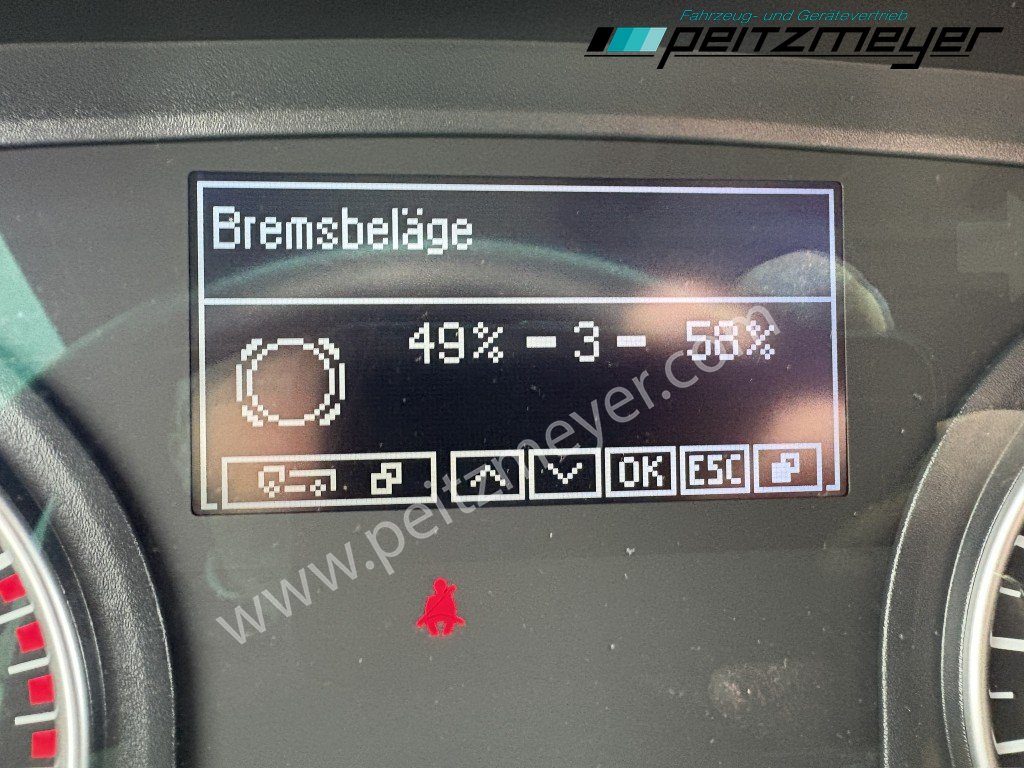 Fahrzeug- und Gerätevertrieb
peitzmeyer
Bremsbeläge
49% - 3 - 58%
OK ESC
www.peitzmeyer.com